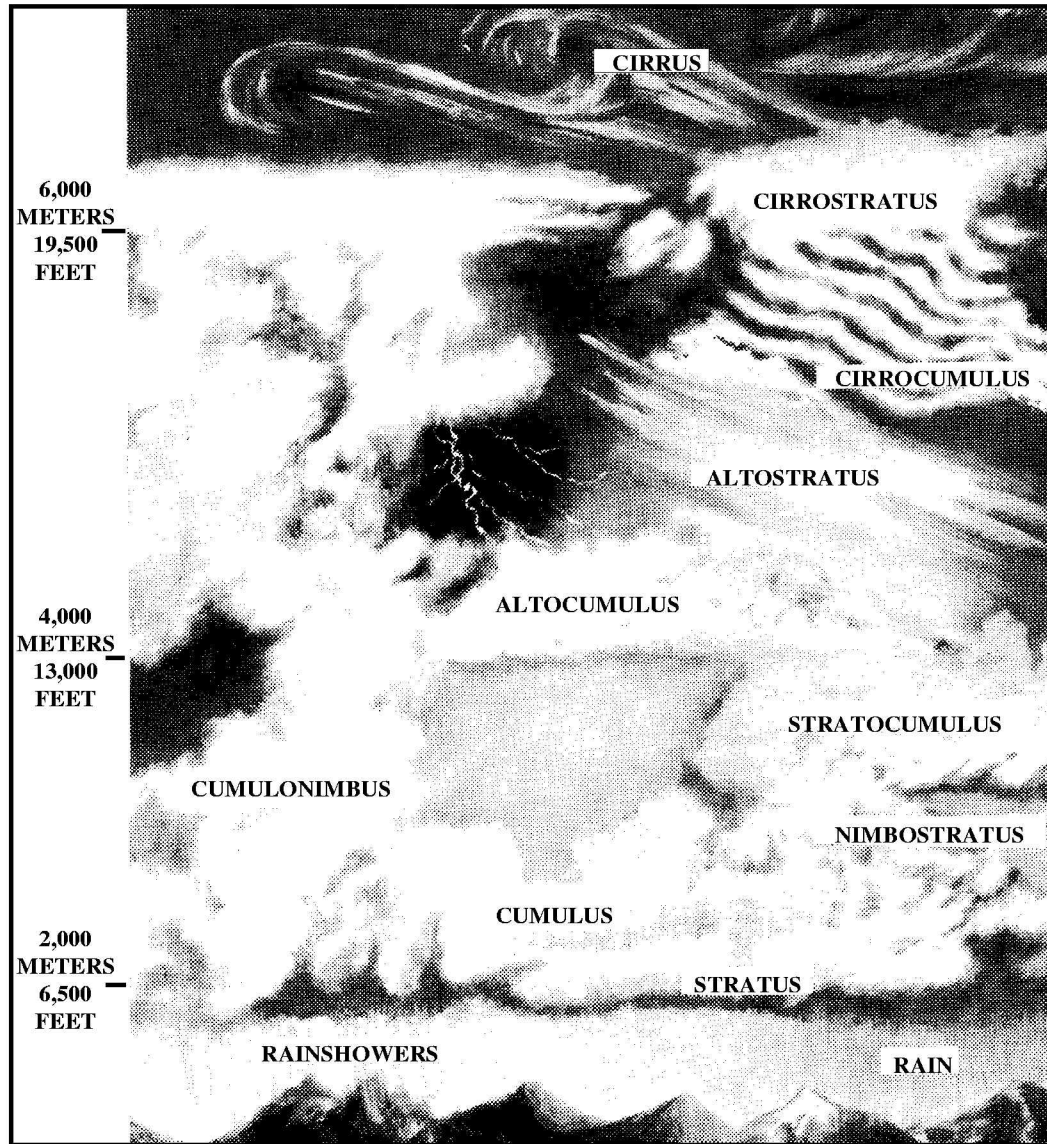 CIRRUS
6,000
METERS
19,500
FEET
CIRROSTRATUS
CIRROCUMULUS
ALTOSTRATUS
ALTOCUMULUS
4,000
METERS
13,000
FEET
STRATOCUMULUS
CUMULONIMBUS
NIMBOSTRATUS
CUMULUS
2,000
METERS
6,500
FEET
STRATUS
RAINSHOWERS
RAIN